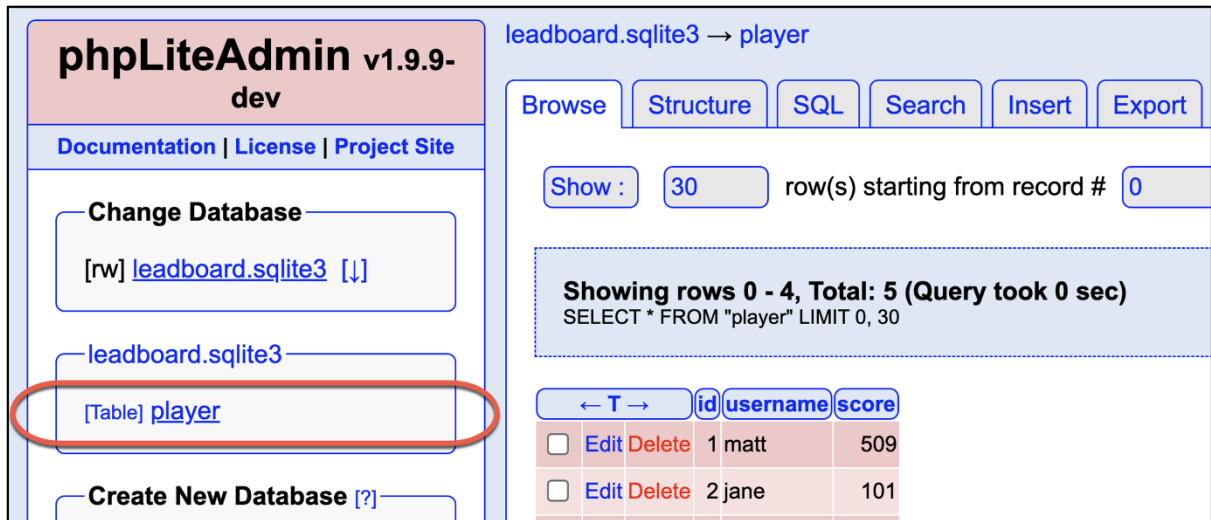 phpLiteAdmin v1.9.9-
dev
Documentation | License | Project Site
Change Database
[rw] leadboard.sqlite3 [↓]
leadboard.sqlite3
[Table] player
Create New Database [?]
leadboard.sqlite3 → player
Browse Structure SQL Search Insert Export
Show : 30 row(s) starting from record # 0
Showing rows 0 - 4, Total: 5 (Query took 0 sec)
SELECT * FROM "player" LIMIT 0, 30
← T → id username score
Edit Delete 1 matt 509
Edit Delete 2 jane 101